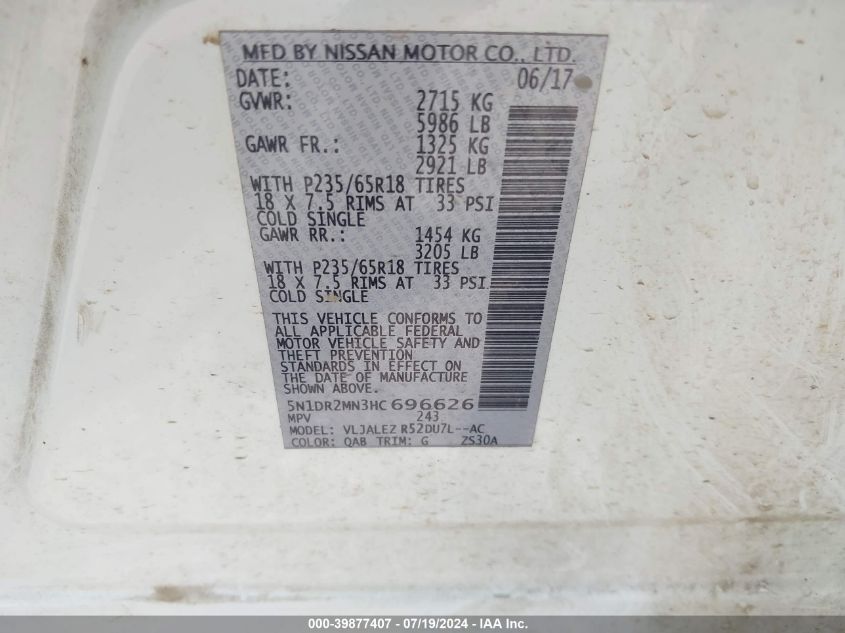 MFD BY NISSAN MOTOR CO., LTD.
DATE: 06/17
GVWR: 2715 KG
5986 LB
GAWR FR.: 1325 KG
2921 LB
WITH P235/65R18 TIRES
18 X 7.5 RIMS AT 33 PSI
COLD SINGLE
GAWR RR.: 1454 KG
3205 LB
WITH P235/65R18 TIRES
18 X 7.5 RIMS AT 33 PSI
COLD SINGLE
THIS VEHICLE CONFORMS TO
ALL APPLICABLE FEDERAL
MOTOR VEHICLE SAFETY AND
THEFT PREVENTION
STANDARDS IN EFFECT ON
THE DATE OF MANUFACTURE
SHOWN ABOVE.
5N1DR2MN3HC696626
MPV 243
MODEL: VLJALEZ R52DU7L--AC
COLOR: QAB TRIM: G ZS30A
000-39877407 - 07/19/2024 - IAA Inc.